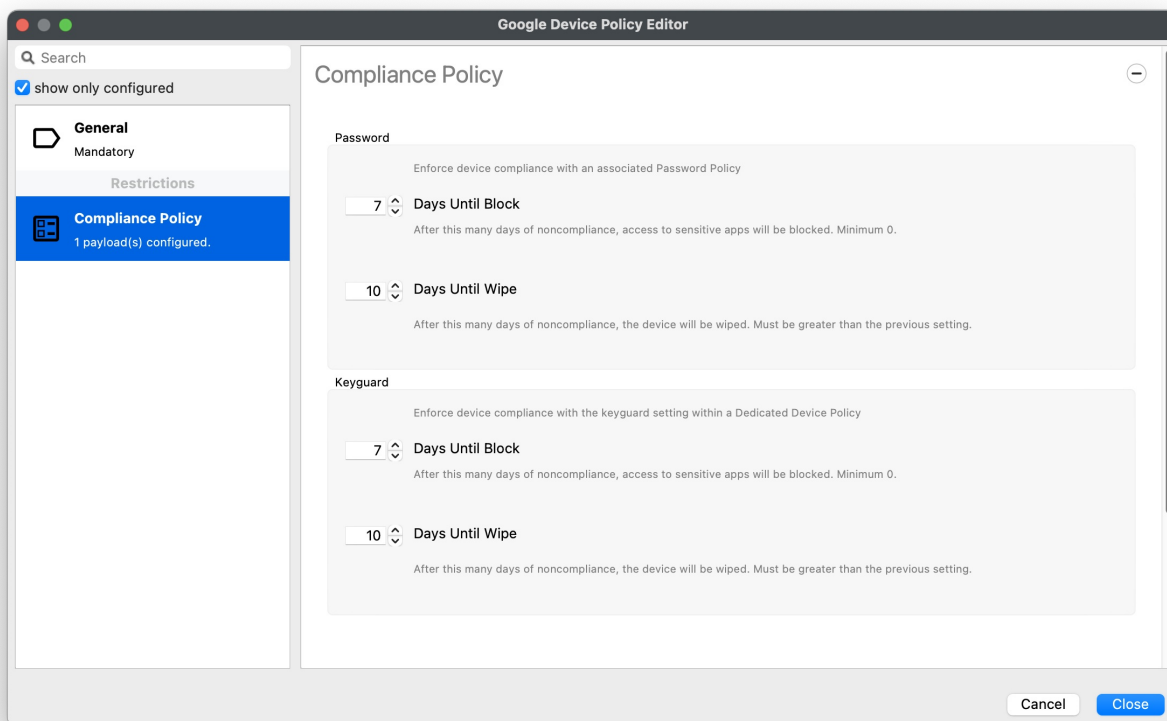 Google Device Policy Editor
Search
show only configured
General
Mandatory
Restrictions
Compliance Policy
1 payload(s) configured.
Compliance Policy
Password
Enforce device compliance with an associated Password Policy
7 Days Until Block
After this many days of noncompliance, access to sensitive apps will be blocked. Minimum 0.
10 Days Until Wipe
After this many days of noncompliance, the device will be wiped. Must be greater than the previous setting.
Keyguard
Enforce device compliance with the keyguard setting within a Dedicated Device Policy
7 Days Until Block
After this many days of noncompliance, access to sensitive apps will be blocked. Minimum 0.
10 Days Until Wipe
After this many days of noncompliance, the device will be wiped. Must be greater than the previous setting.
Cancel Close